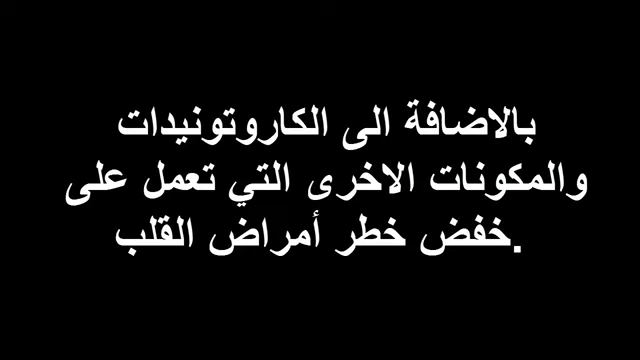 بالاضافة الى الكاروتونيدات
والمكونات الاخرى التي تعمل على
.خفض خطر أمراض القلب